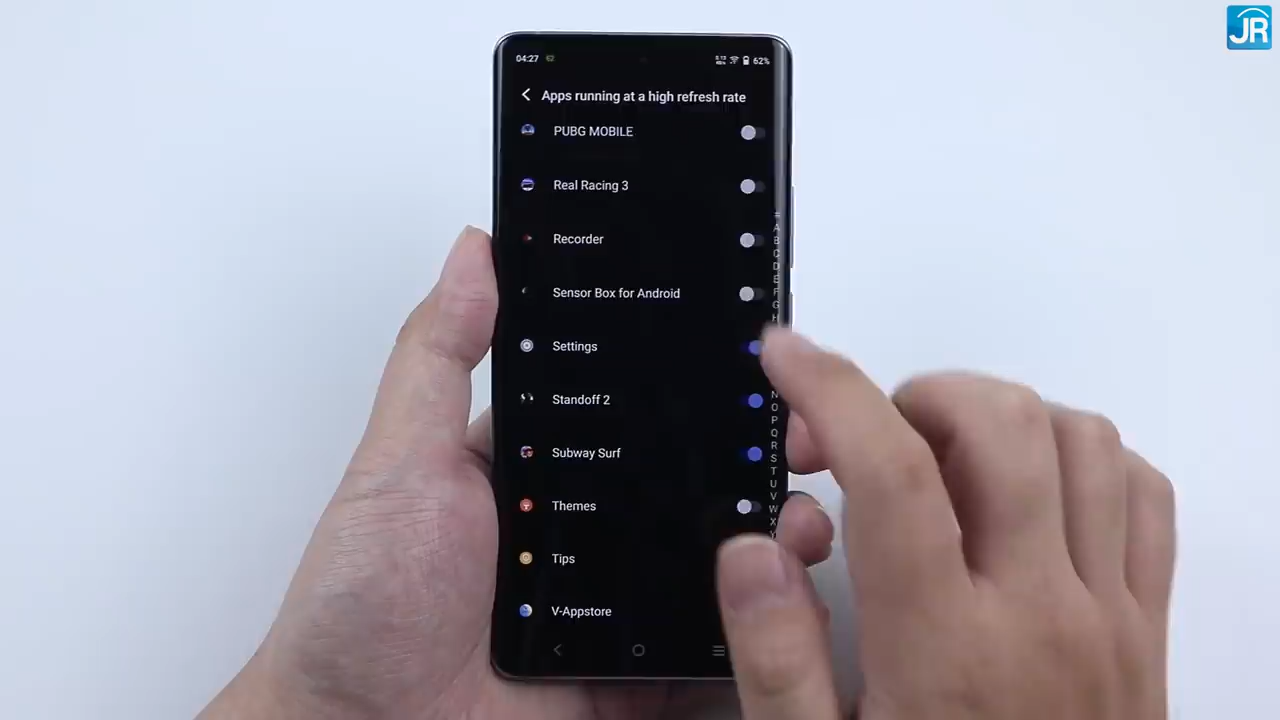 JR
04:27 62 62%
Apps running at a high refresh rate
PUBG MOBILE
Real Racing 3
Recorder
Sensor Box for Android
Settings
Standoff 2
Subway Surf
Themes
Tips
V-Appstore
#
A
B
C
D
E
F
G
H
N
O
P
Q
R
S
T
U
V
W
X
Y